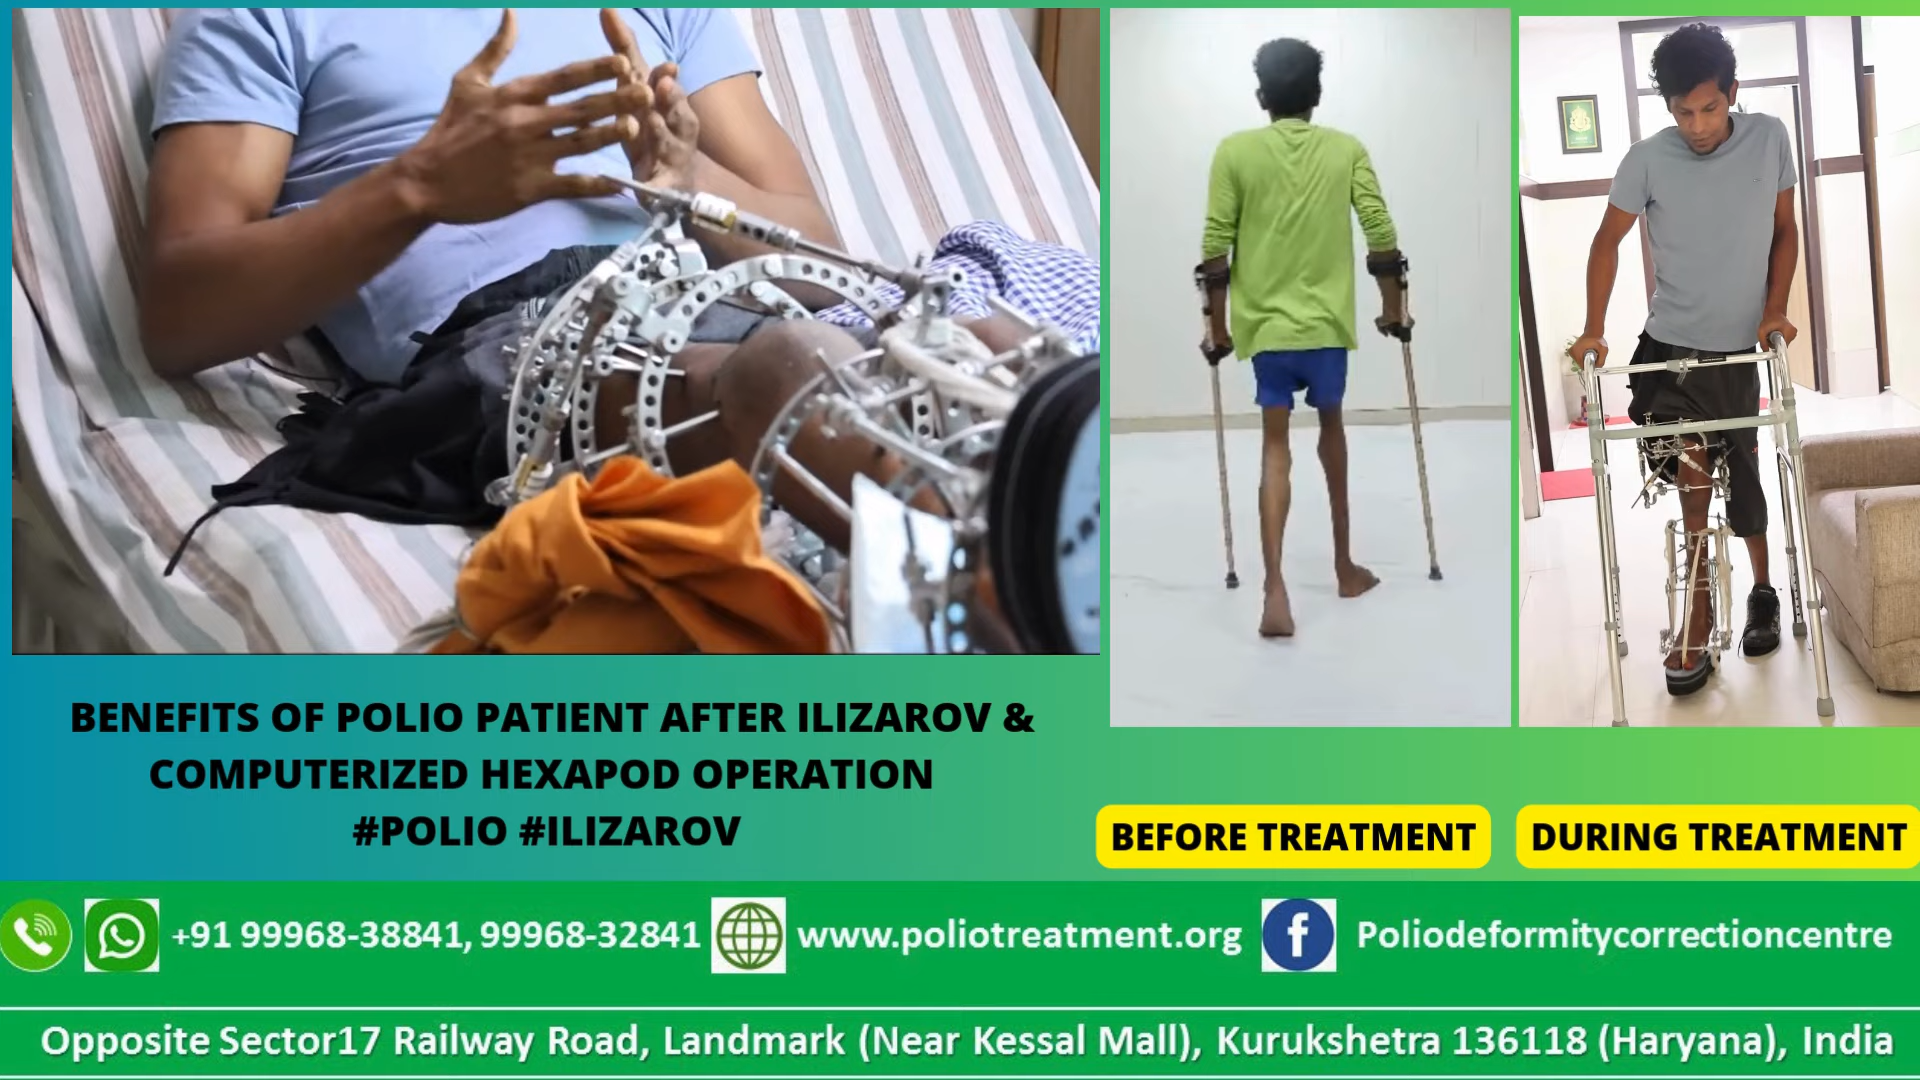 BENEFITS OF POLIO PATIENT AFTER ILIZAROV &
COMPUTERIZED HEXAPOD OPERATION
#POLIO #ILIZAROV
BEFORE TREATMENT
DURING TREATMENT
+91 99968-38841, 99968-32841
www.poliotreatment.org
Poliodeformitycorrectioncentre
Opposite Sector17 Railway Road, Landmark (Near Kessal Mall), Kurukshetra 136118 (Haryana), India